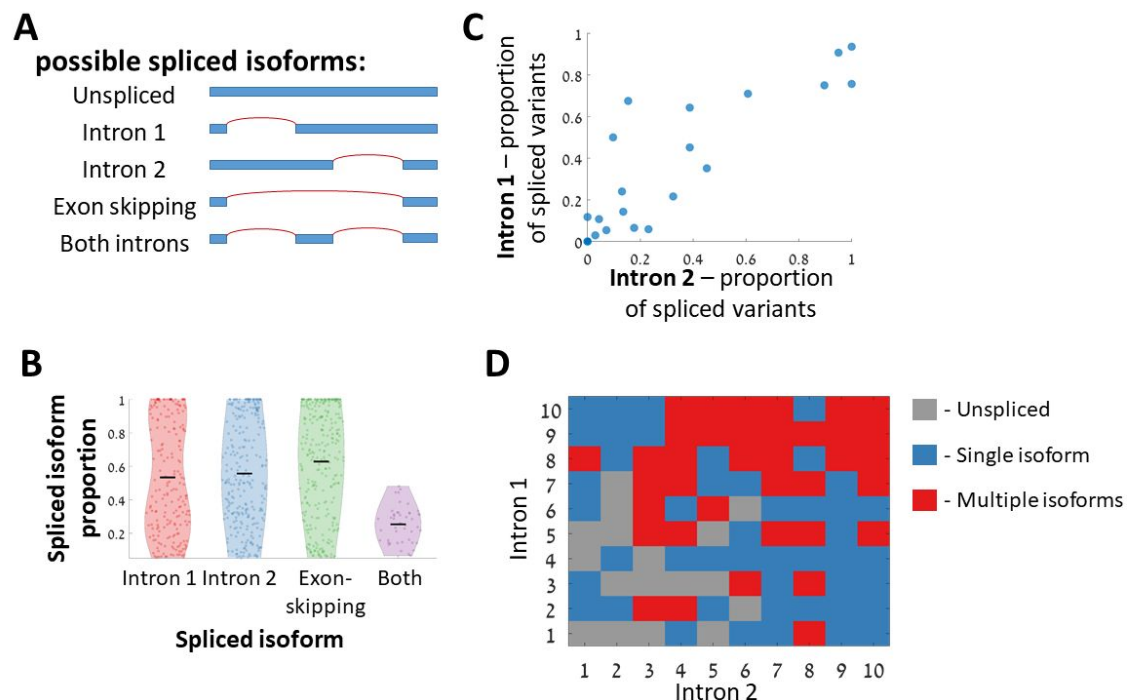 A
possible spliced isoforms:
Unspliced
Intron 1
Intron 2
Exon skipping
Both introns
C
Intron 1 – proportion
of spliced variants
1
0.8
0.6
0.4
0.2
0
0 0.2 0.4 0.6 0.8 1
Intron 2 – proportion
of spliced variants
B
Spliced isoform
proportion
1
0.8
0.6
0.4
0.2
Intron 1 Intron 2 Exon- Both
skipping
Spliced isoform
D
Intron 1
10
9
8
7
6
5
4
3
2
1
1 2 3 4 5 6 7 8 9 10
Intron 2
- Unspliced
- Single isoform
- Multiple isoforms